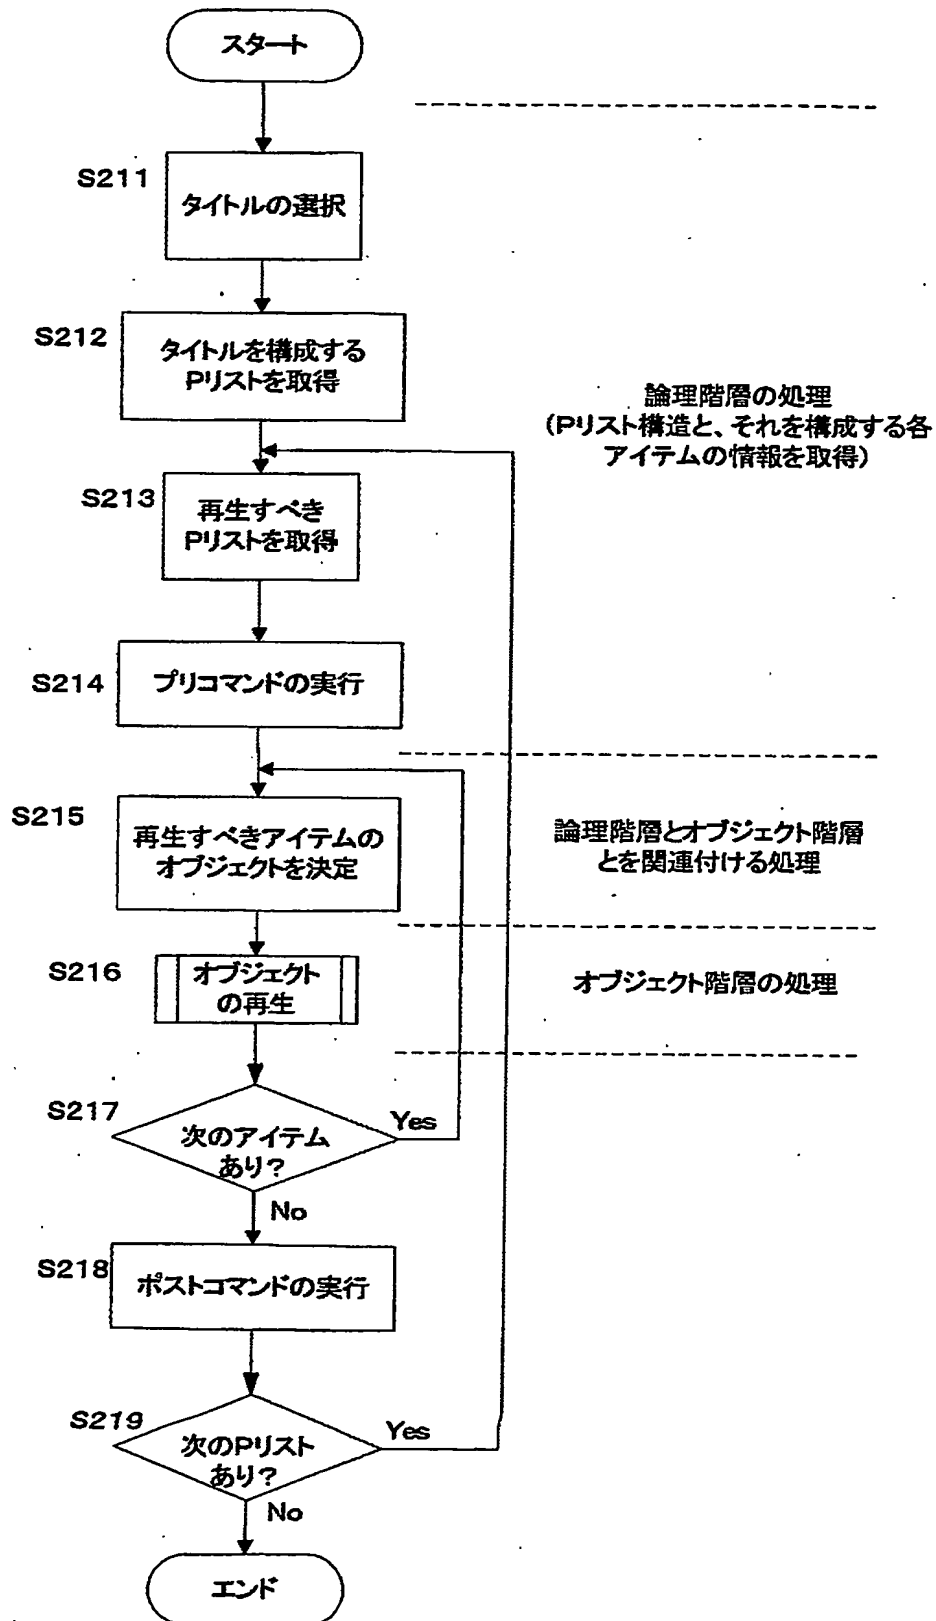 スタート
S211
タイトルの選択
S212
タイトルを構成する
Pリストを取得
論理階層の処理
(Pリスト構造と、それを構成する各
アイテムの情報を取得)
S213
再生すべき
Pリストを取得
S214
プリコマンドの実行
S215
再生すべきアイテムの
オブジェクトを決定
論理階層とオブジェクト階層
とを関連付ける処理
S216
オブジェクト
の再生
オブジェクト階層の処理
S217
次のアイテム
あり?
Yes
No
S218
ポストコマンドの実行
S219
次のPリスト
あり?
Yes
No
エンド